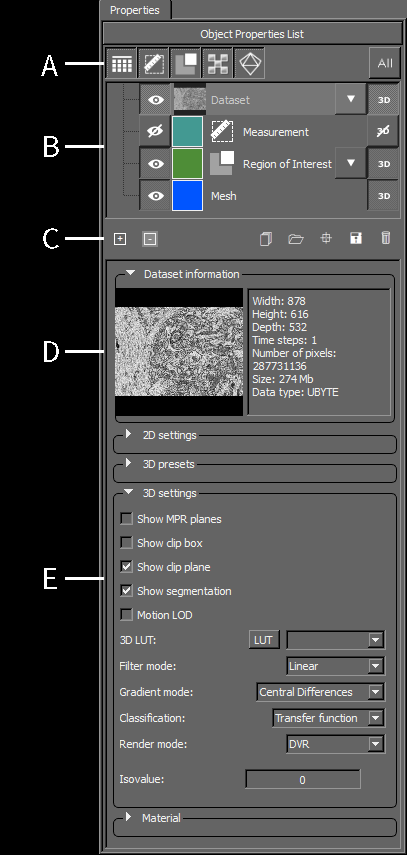 Properties
Object Properties List
A
All
Dataset
3D
B
Measurement
3D
Region of Interest
3D
Mesh
3D
C
+
-
Dataset information
D
Width: 878
Height: 616
Depth: 532
Time steps: 1
Number of pixels:
287731136
Size: 274 Mb
Data type: UBYTE
2D settings
3D presets
3D settings
Show MPR planes
Show clip box
E
Show clip plane
Show segmentation
Motion LOD
3D LUT: LUT
Filter mode: Linear
Gradient mode: Central Differences
Classification: Transfer function
Render mode: DVR
Isovalue: 0
Material